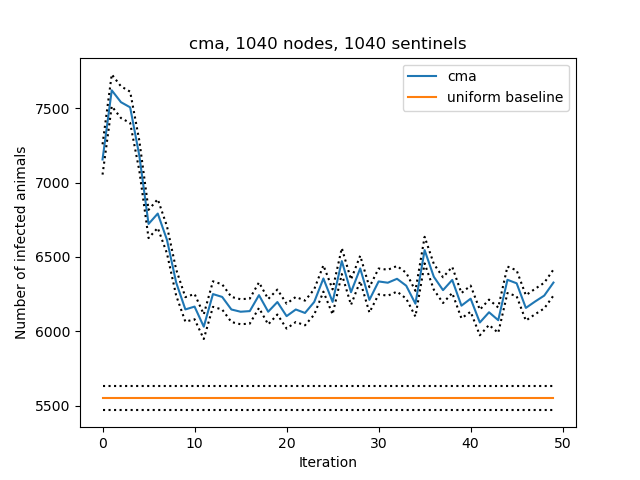 cma, 1040 nodes, 1040 sentinels
cma
uniform baseline
Number of infected animals
7500
7000
6500
6000
5500
0
10
20
30
40
50
Iteration